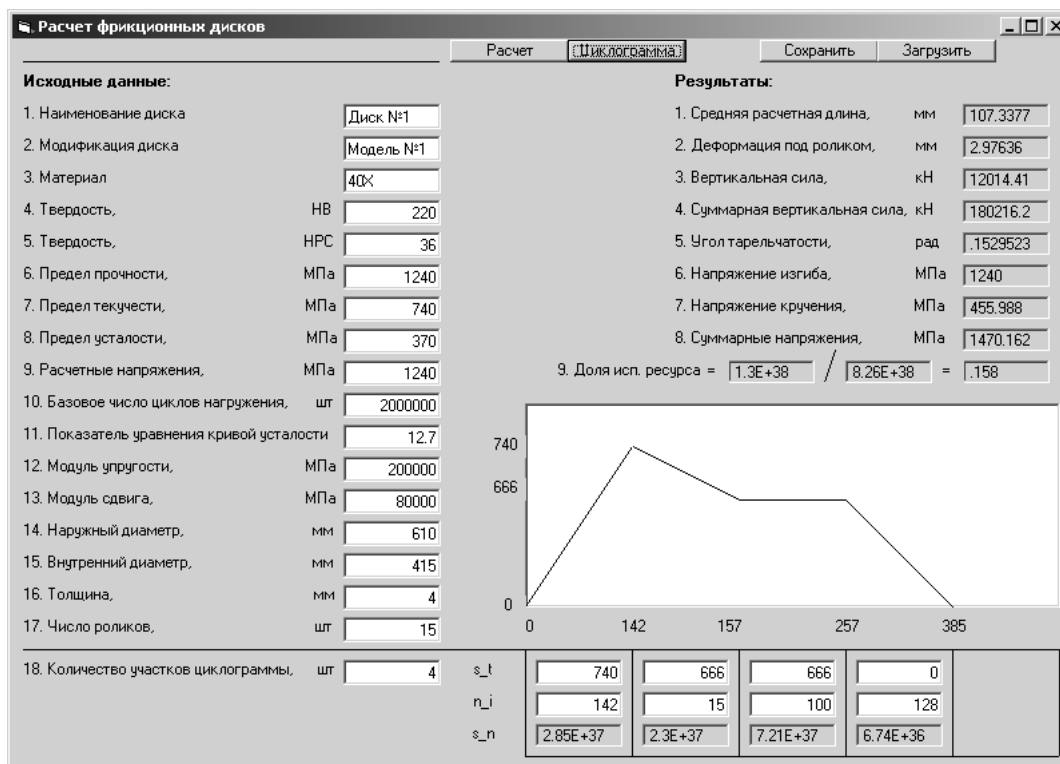 Расчет фрикционных дисков
Расчет Циклограмма Сохранить Загрузить
Исходные данные:
1. Наименование диска Диск №1
2. Модификация диска Модель №1
3. Материал 40Х
4. Твердость, НВ 220
5. Твердость, НРС 36
6. Предел прочности, МПа 1240
7. Предел текучести, МПа 740
8. Предел усталости, МПа 370
9. Расчетные напряжения, МПа 1240
10. Базовое число циклов нагружения, шт 2000000
11. Показатель уравнения кривой усталости 12.7
12. Модуль упругости, МПа 200000
13. Модуль сдвига, МПа 80000
14. Наружный диаметр, мм 610
15. Внутренний диаметр, мм 415
16. Толщина, мм 4
17. Число роликов, шт 15
18. Количество участков циклограммы, шт 4
Результаты:
1. Средняя расчетная длина, мм 107.3377
2. Деформация под роликом, мм 2.97636
3. Вертикальная сила, кН 12014.41
4. Суммарная вертикальная сила, кН 180216.2
5. Угол тарельчатости, рад .1529523
6. Напряжение изгиба, МПа 1240
7. Напряжение кручения, МПа 455.988
8. Суммарные напряжения, МПа 1470.162
9. Доля исп. ресурса = 1.3E+38 / 8.26E+38 = .158
740
666
0
0 142 157 257 385
s_t 740 666 666 0
n_i 142 15 100 128
s_n 2.85E+37 2.3E+37 7.21E+37 6.74E+36